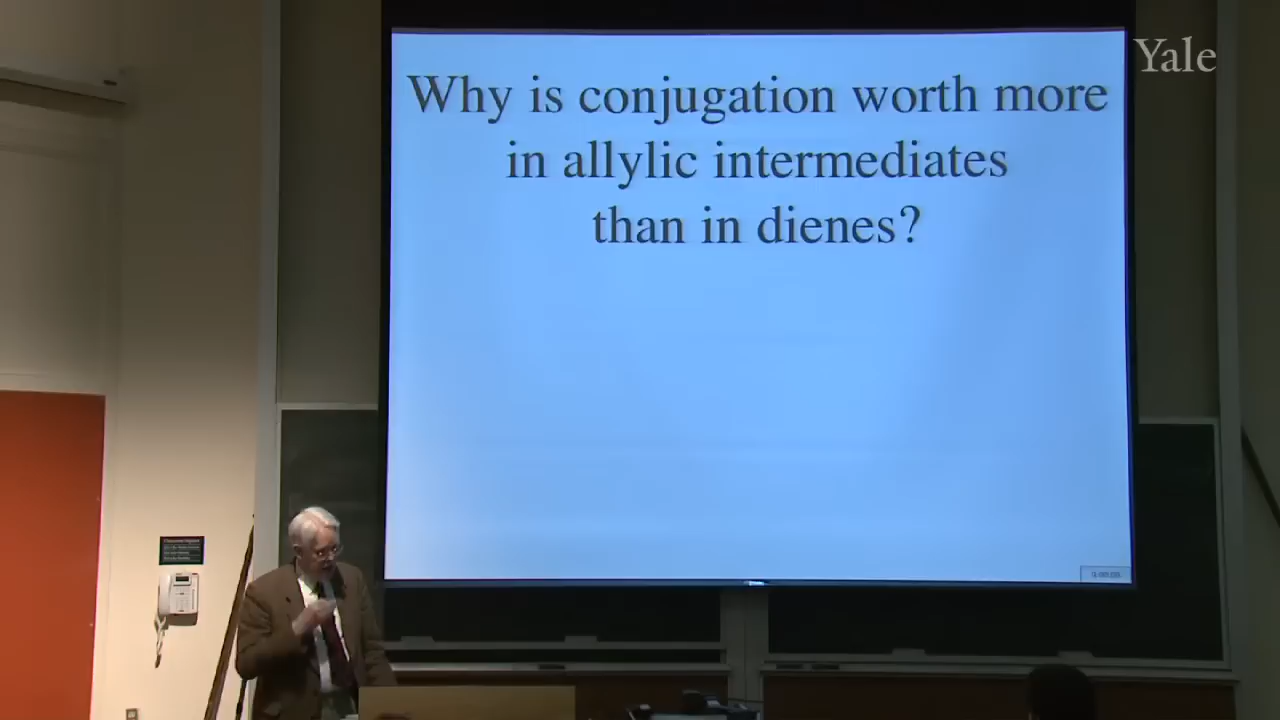 Why is conjugation worth more
in allylic intermediates
than in dienes?
Yale